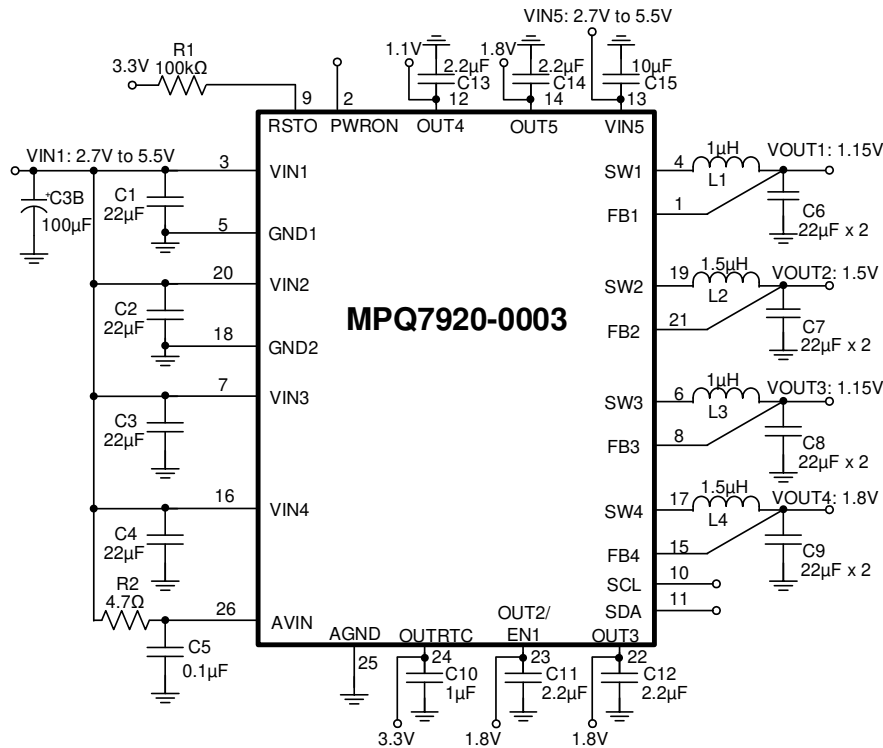 VIN5: 2.7V to 5.5V
R1
100kΩ
3.3V
9
RSTO
2
PWRON
1.1V
2.2µF
C13
12
OUT4
1.8V
2.2µF
C14
14
OUT5
10µF
C15
13
VIN5
VIN1: 2.7V to 5.5V
+
C3B
100µF
C1
22µF
3
VIN1
5
GND1
C2
22µF
20
VIN2
18
GND2
C3
22µF
7
VIN3
C4
22µF
16
VIN4
R2
4.7Ω
26
AVIN
C5
0.1µF
MPQ7920-0003
SW1
4
1µH
L1
VOUT1: 1.15V
FB1
1
C6
22µF x 2
SW2
19
1.5µH
L2
VOUT2: 1.5V
FB2
21
C7
22µF x 2
SW3
6
1µH
L3
VOUT3: 1.15V
FB3
8
C8
22µF x 2
SW4
17
1.5µH
L4
VOUT4: 1.8V
FB4
15
C9
22µF x 2
SCL
10
SDA
11
AGND
25
OUTRTC
24
C10
1µF
3.3V
OUT2/
EN1
23
C11
2.2µF
1.8V
OUT3
22
C12
2.2µF
1.8V